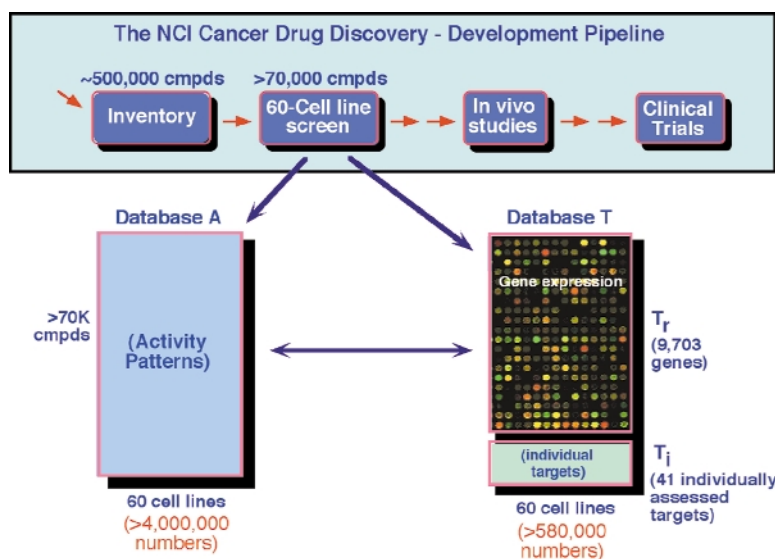 The NCI Cancer Drug Discovery - Development Pipeline
~500,000 cmpds
>70,000 cmpds
Inventory
60-Cell line
screen
In vivo
studies
Clinical
Trials
Database A
Database T
>70K
cmpds
(Activity
Patterns)
Gene expression
Tr
(9,703
genes)
(individual
targets)
Ti
(41 individually
assessed
targets)
60 cell lines
(>4,000,000
numbers)
60 cell lines
(>580,000
numbers)